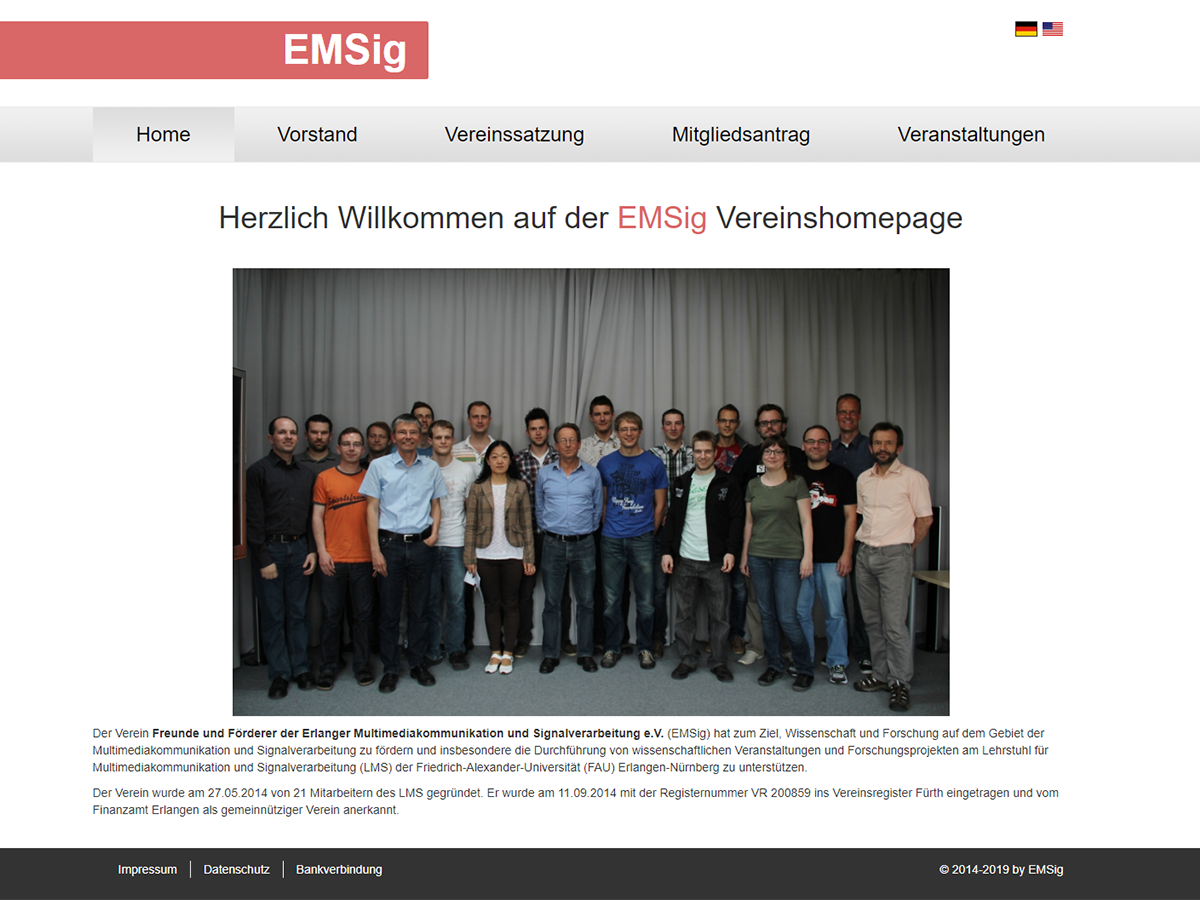 EMSig
Home Vorstand Vereinssatzung Mitgliedsantrag Veranstaltungen
Herzlich Willkommen auf der EMSig Vereinshomepage
Der Verein Freunde und Förderer der Erlanger Multimediakommunikation und Signalverarbeitung e.V. (EMSig) hat zum Ziel, Wissenschaft und Forschung auf dem Gebiet der
Multimediakommunikation und Signalverarbeitung zu fördern und insbesondere die Durchführung von wissenschaftlichen Veranstaltungen und Forschungsprojekten am Lehrstuhl für
Multimediakommunikation und Signalverarbeitung (LMS) der Friedrich-Alexander-Universität (FAU) Erlangen-Nürnberg zu unterstützen.
Der Verein wurde am 27.05.2014 von 21 Mitarbeitern des LMS gegründet. Er wurde am 11.09.2014 mit der Registernummer VR 200859 ins Vereinsregister Fürth eingetragen und vom
Finanzamt Erlangen als gemeinnütziger Verein anerkannt.
Impressum Datenschutz Bankverbindung © 2014-2019 by EMSig